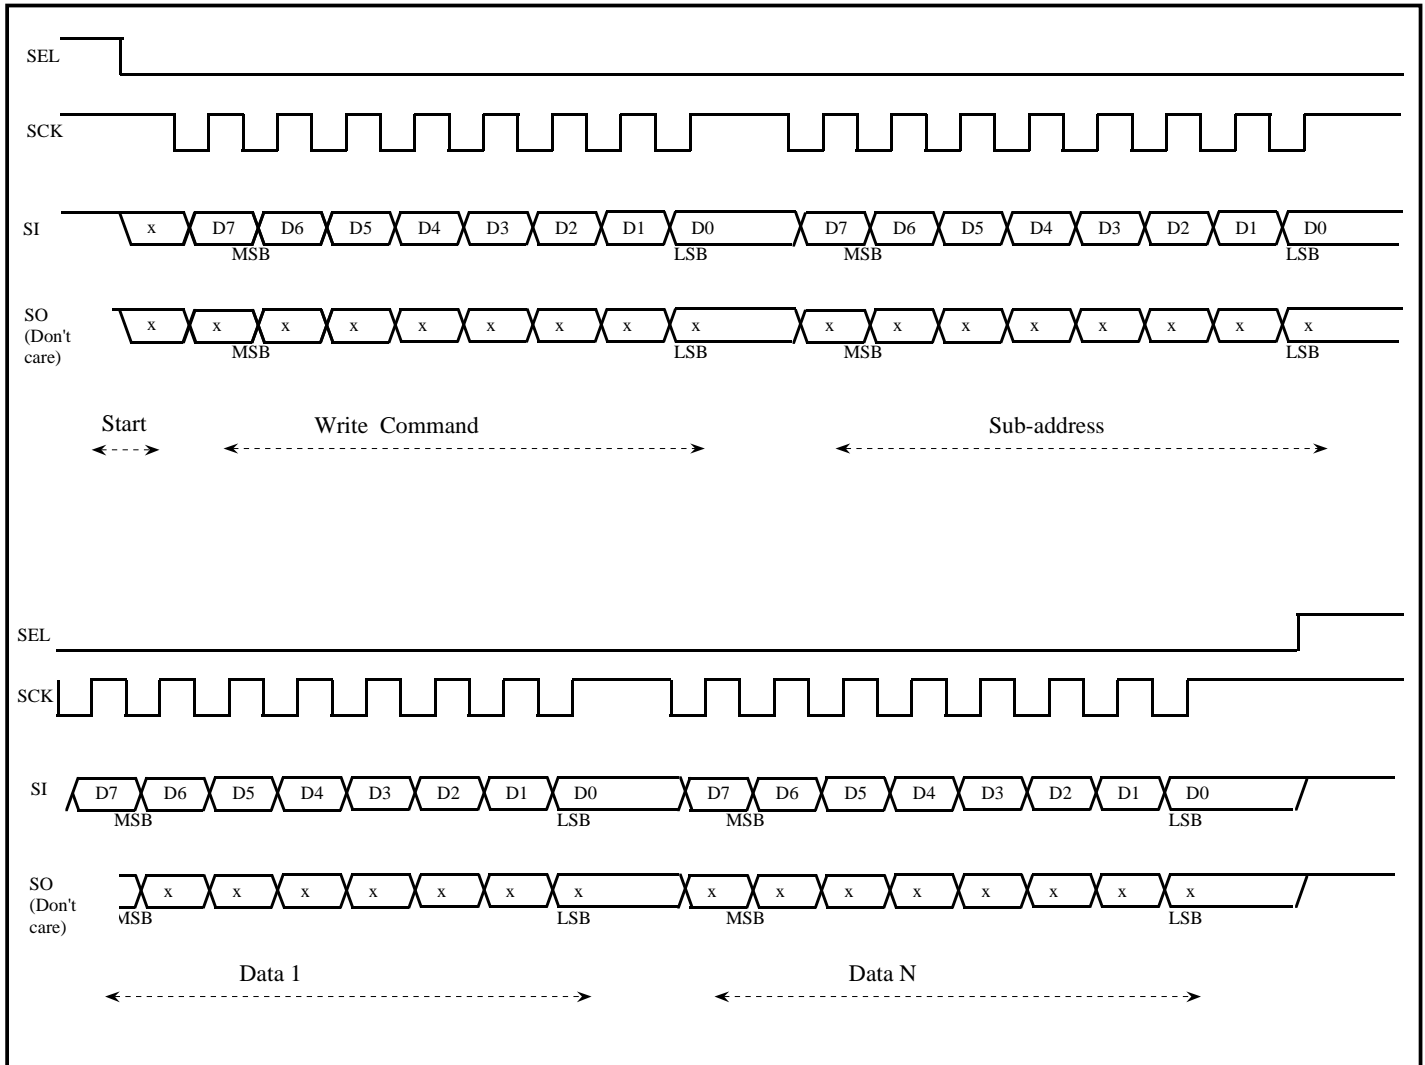 SEL
SCK
SI
x D7 D6 D5 D4 D3 D2 D1 D0 D7 D6 D5 D4 D3 D2 D1 D0
MSB LSB MSB LSB
SO
(Don't
care)
x x x x x x x x x x x x x x x x x
MSB LSB MSB LSB
Start Write Command Sub-address
SEL
SCK
SI
D7 D6 D5 D4 D3 D2 D1 D0 D7 D6 D5 D4 D3 D2 D1 D0
MSB LSB MSB LSB
SO
(Don't
care)
x x x x x x x x x x x x x x x
MSB LSB MSB LSB
Data 1 Data N